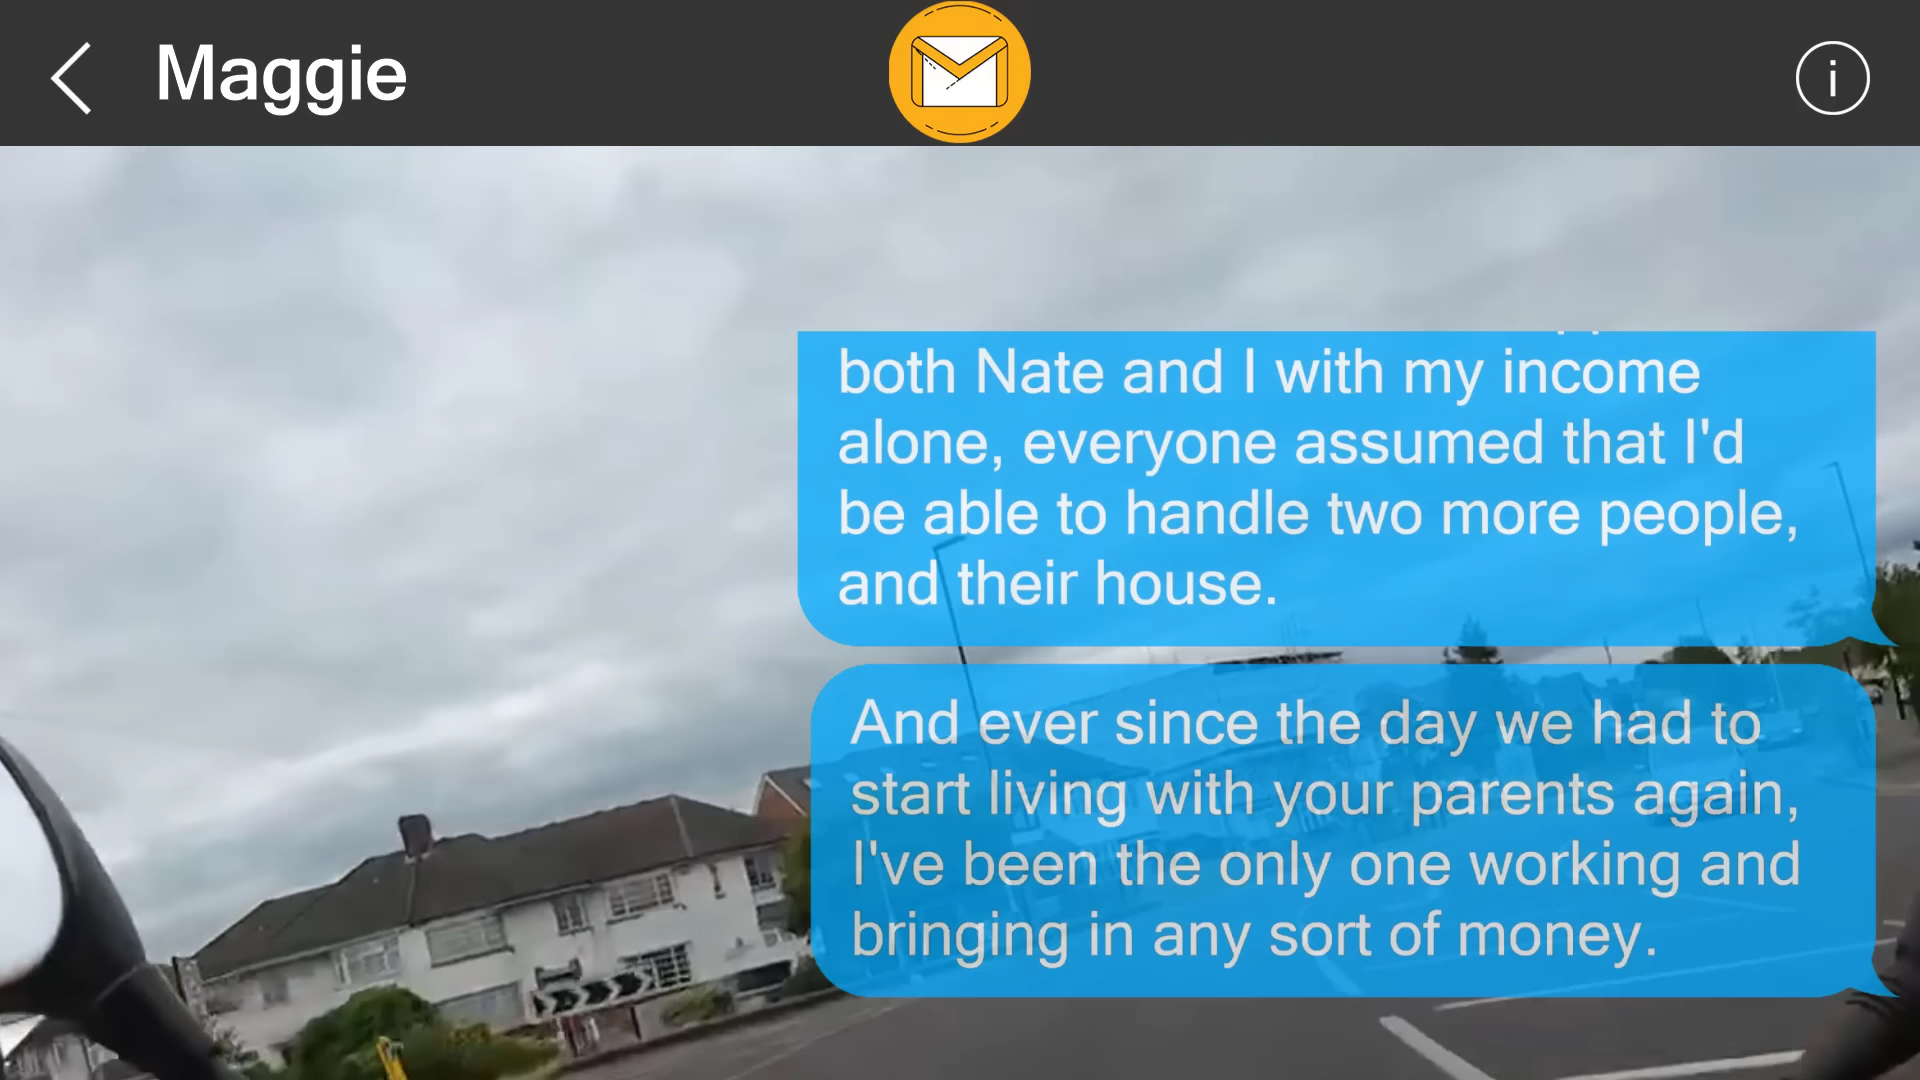 Maggie
i
both Nate and I with my income
alone, everyone assumed that I'd
be able to handle two more people,
and their house.
And ever since the day we had to
start living with your parents again,
I've been the only one working and
bringing in any sort of money.